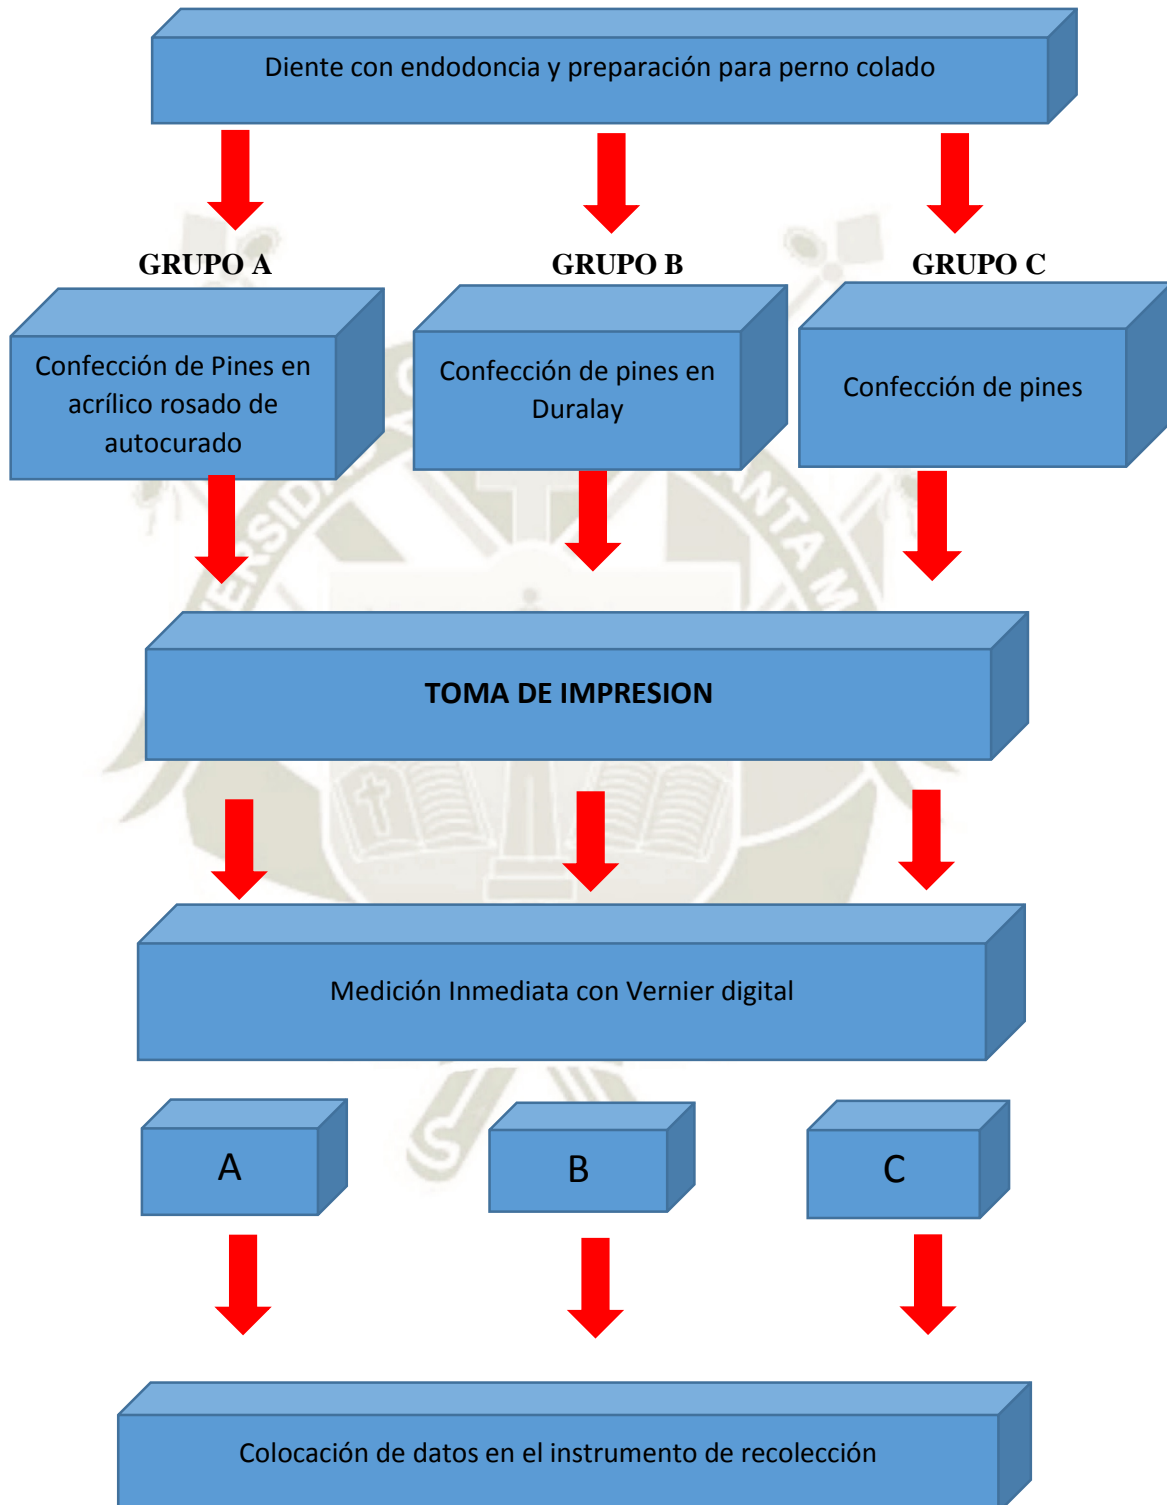 Diente con endodoncia y preparación para perno colado
GRUPO A
GRUPO B
GRUPO C
Confección de Pines en
acrílico rosado de
autocurado
Confección de pines en
Duralay
Confección de pines
TOMA DE IMPRESION
Medición Inmediata con Vernier digital
A
B
C
Colocación de datos en el instrumento de recolección